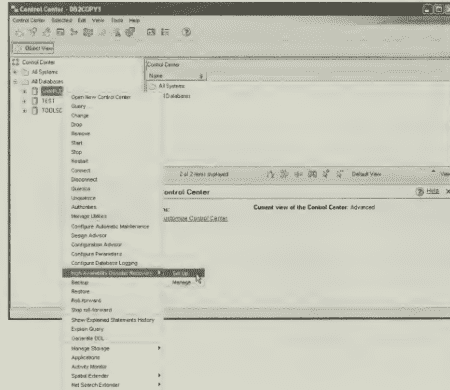 Control Center - DB2COPY1
Control Center Selected Edit View Tools Help
Object View
Control Center
All Systems
All Databases
TEST
Control Center
Name
All Systems
Open New Control Center
Query...
Change
Drop
Remove
Start
Stop
Restart
Connect
Disconnect
Quiesce
Unquiesce
Authorities
Manage Utilities
Configure Automatic Maintenance
Design Advisor
Configuration Advisor
Configure Parameters
Configure Database Logging
High Availability Disaster Recovery
Set Up
Manage
Backup
Restore
Roll-forward
Stop roll-forward
Show Explained Statements History
Explain Query
Generate DDL
Manage Storage
Applications
Activity Monitor
Spatial Extender
Net Search Extender
2 of 2 items displayed
Default View
View
ontrol Center
Help
Current view of the Control Center: Advanced
ustomize Control Center